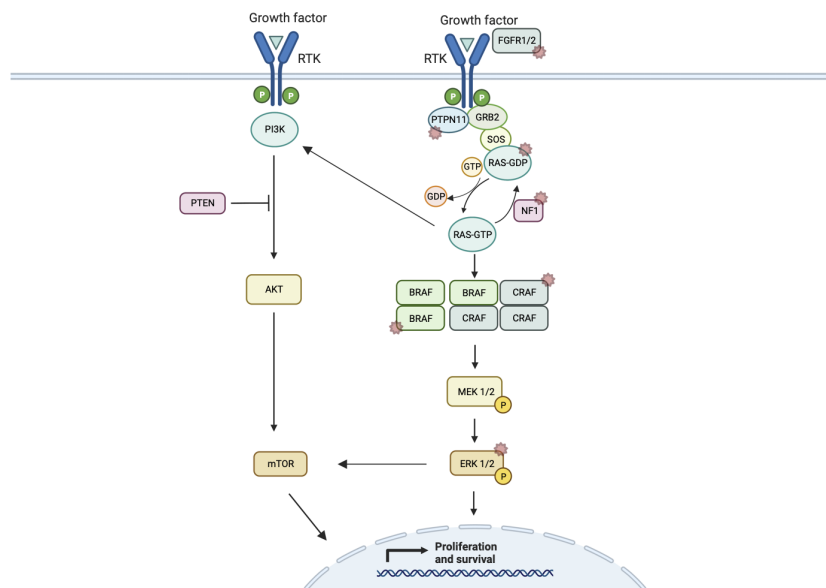 Growth factor
Growth factor
FGFR1/2
RTK
RTK
P
P
P
P
PI3K
PTPN11
GRB2
SOS
GTP
RAS-GDP
GDP
PTEN
NF1
RAS-GTP
AKT
BRAF
BRAF
CRAF
BRAF
CRAF
CRAF
MEK 1/2
P
mTOR
ERK 1/2
P
Proliferation
and survival